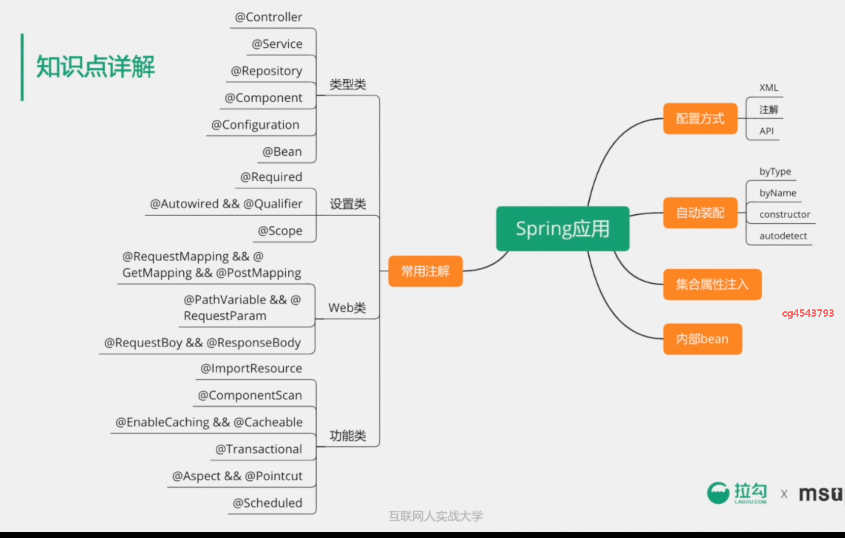 知识点详解
@Controller
@Service
@Repository
@Component
@Configuration
@Bean
类型类
@Required
@Autowired && @Qualifier
@Scope
设置类
@RequestMapping && @
GetMapping && @PostMapping
@PathVariable && @
RequestParam
@RequestBoy && @ResponseBody
Web类
@ImportResource
@ComponentScan
@EnableCaching && @Cacheable
@Transactional
@Aspect && @Pointcut
@Scheduled
功能类
常用注解
Spring应用
配置方式
XML
注解
API
自动装配
byType
byName
constructor
autodetect
集合属性注入
内部bean
cg4543793
拉勾
LAGOU.COM
x
msu
互联网人实战大学